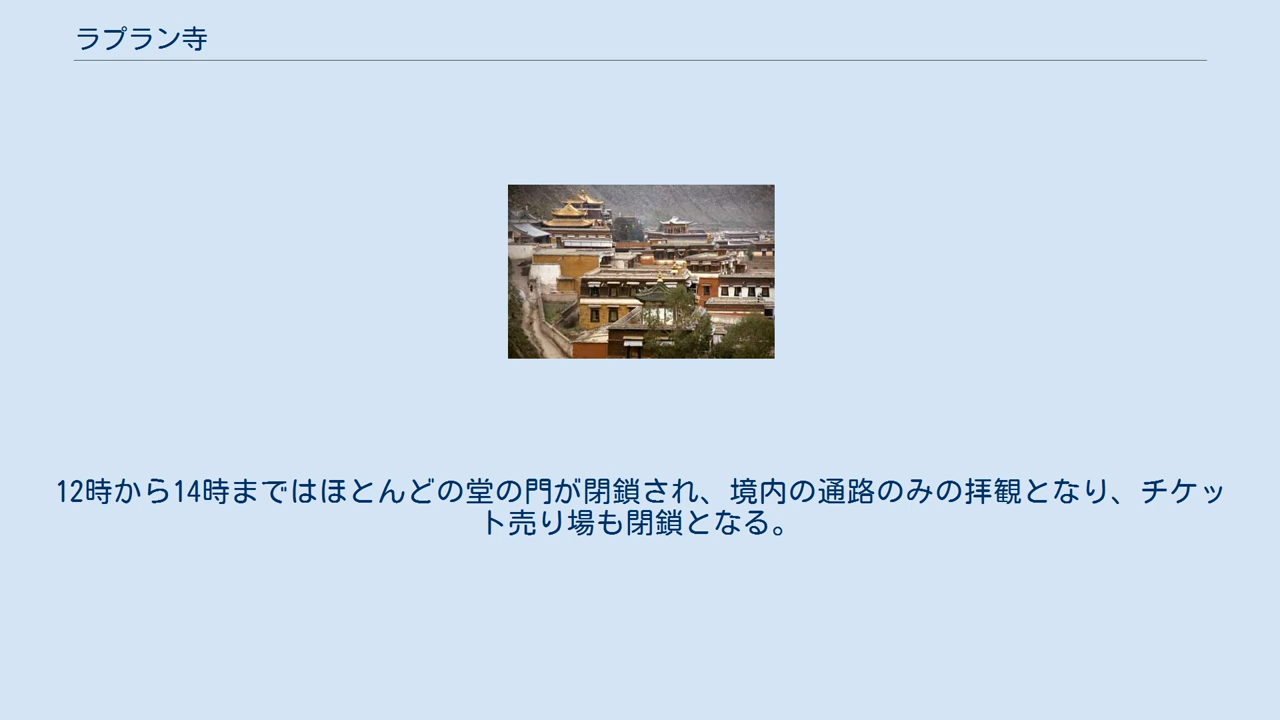 ラプラン寺
12時から14時まではほとんどの堂の門が閉鎖され、境内の通路のみの拝観となり、チケッ
ト売り場も閉鎖となる。